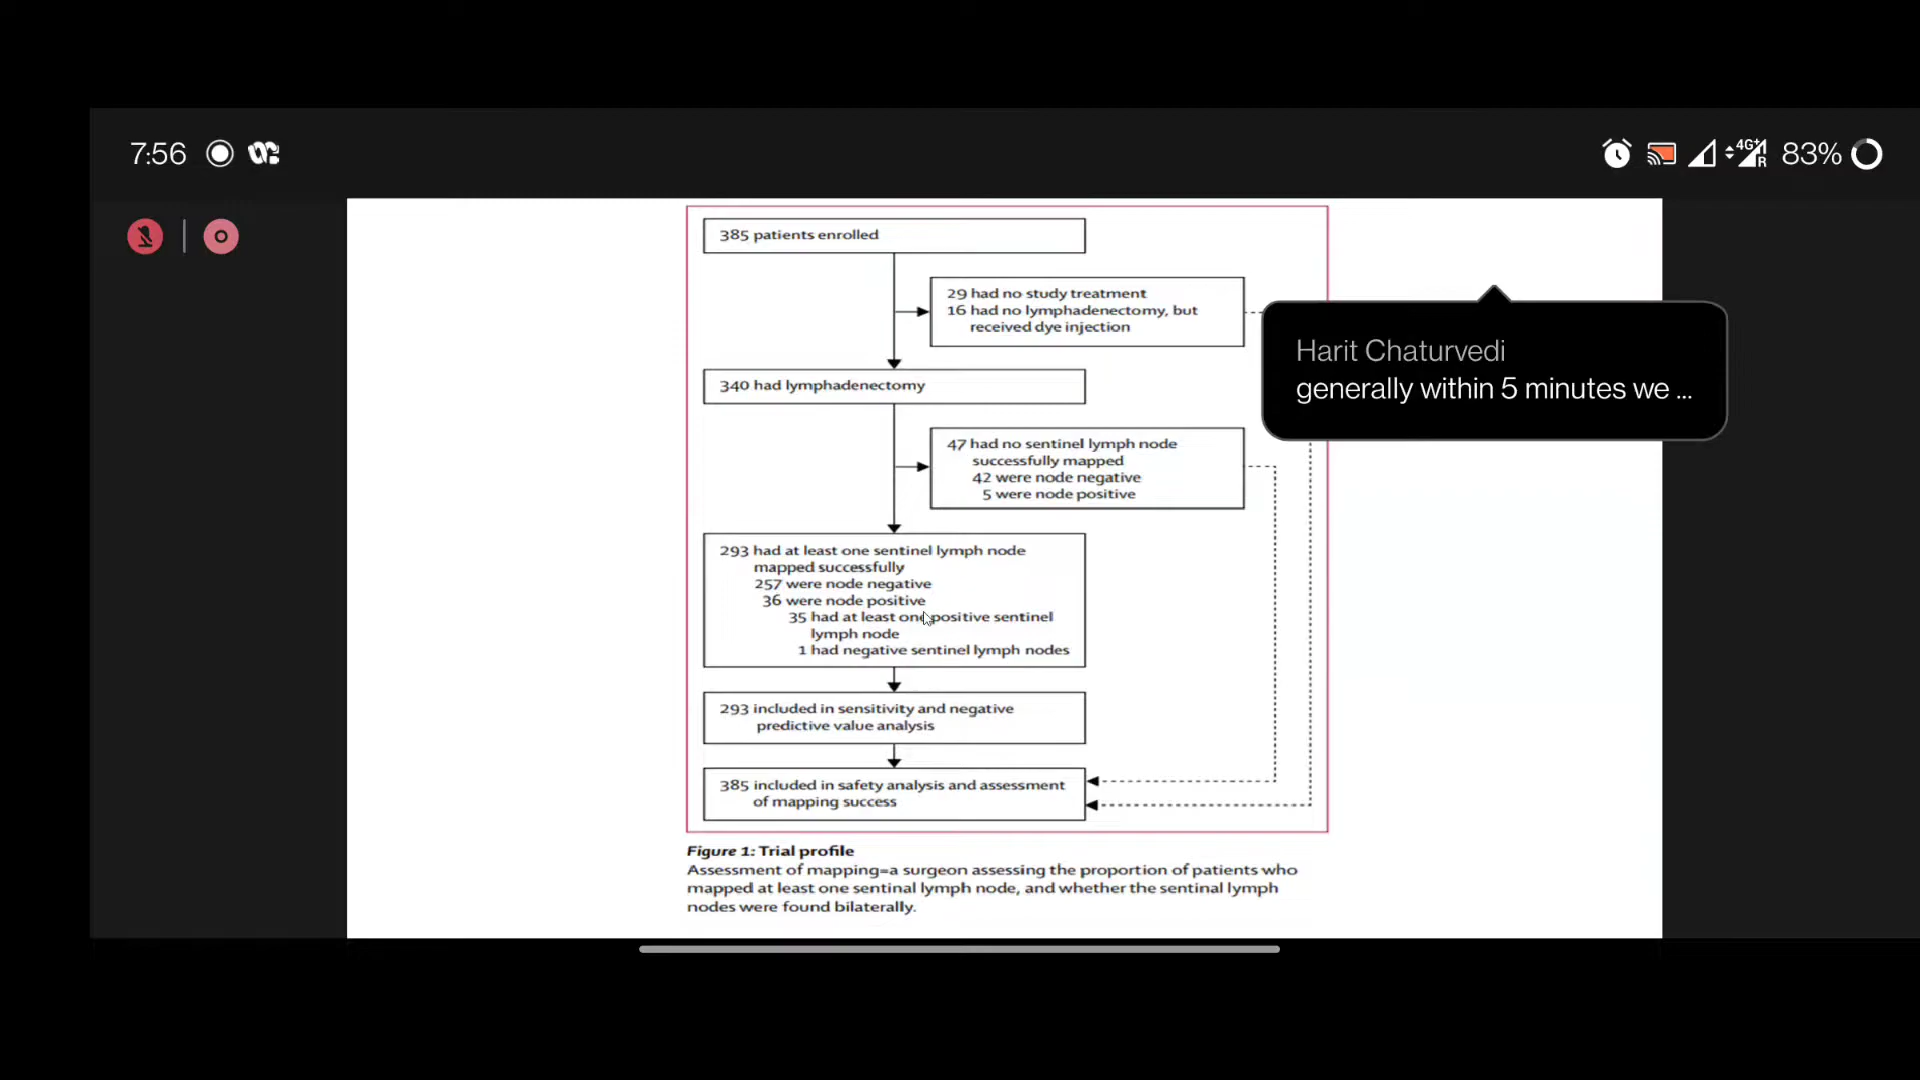 7:56
4G+
R
83%
385 patients enrolled
29 had no study treatment
16 had no lymphadenectomy, but
received dye injection
Harit Chaturvedi
generally within 5 minutes we ...
340 had lymphadenectomy
47 had no sentinel lymph node
successfully mapped
42 were node negative
5 were node positive
293 had at least one sentinel lymph node
mapped successfully
257 were node negative
36 were node positive
35 had at least one positive sentinel
lymph node
1 had negative sentinel lymph nodes
293 included in sensitivity and negative
predictive value analysis
385 included in safety analysis and assessment
of mapping success
Figure 1: Trial profile
Assessment of mapping=a surgeon assessing the proportion of patients who
mapped at least one sentinal lymph node, and whether the sentinal lymph
nodes were found bilaterally.